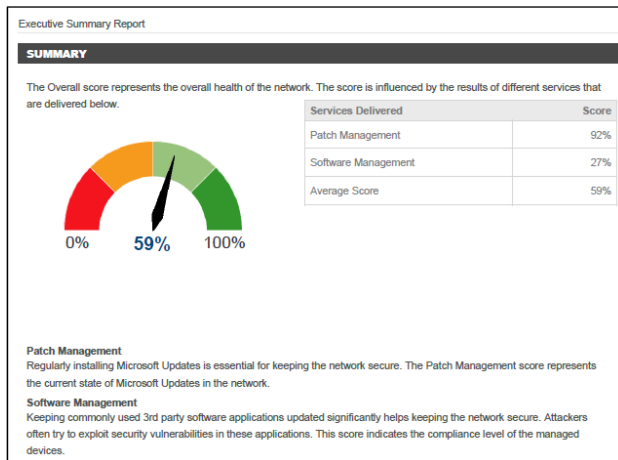 Executive Summary Report
SUMMARY
The Overall score represents the overall health of the network. The score is influenced by the results of different services that
are delivered below.
Services Delivered Score
Patch Management 92%
Software Management 27%
Average Score 59%
0% 59% 100%
Patch Management
Regularly installing Microsoft Updates is essential for keeping the network secure. The Patch Management score represents
the current state of Microsoft Updates in the network.
Software Management
Keeping commonly used 3rd party software applications updated significantly helps keeping the network secure. Attackers
often try to exploit security vulnerabilities in these applications. This score indicates the compliance level of the managed
devices.